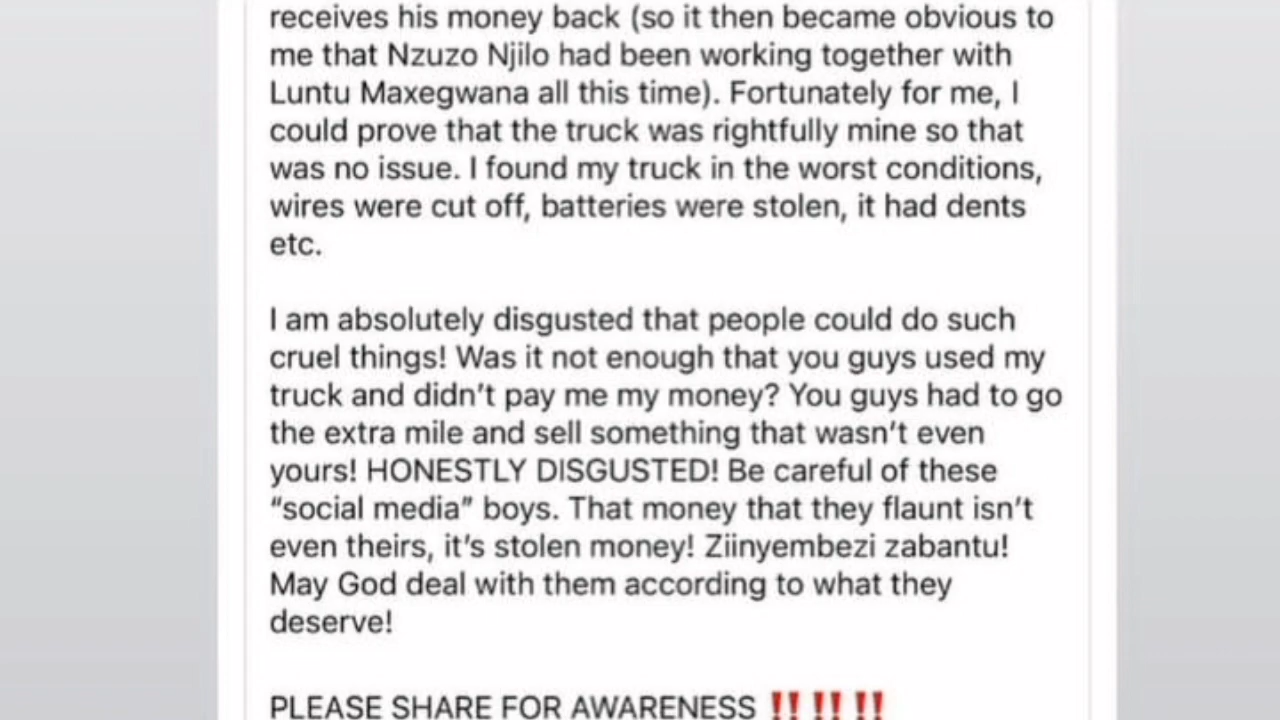 receives his money back (so it then became obvious to
me that Nzuzo Njilo had been working together with
Luntu Maxegwana all this time). Fortunately for me, I
could prove that the truck was rightfully mine so that
was no issue. I found my truck in the worst conditions,
wires were cut off, batteries were stolen, it had dents
etc.
I am absolutely disgusted that people could do such
cruel things! Was it not enough that you guys used my
truck and didn't pay me my money? You guys had to go
the extra mile and sell something that wasn't even
yours! HONESTLY DISGUSTED! Be careful of these
“social media” boys. That money that they flaunt isn't
even theirs, it's stolen money! Ziinyembezi zabantu!
May God deal with them according to what they
deserve!
PLEASE SHARE FOR AWARENESS ‼️‼️‼️